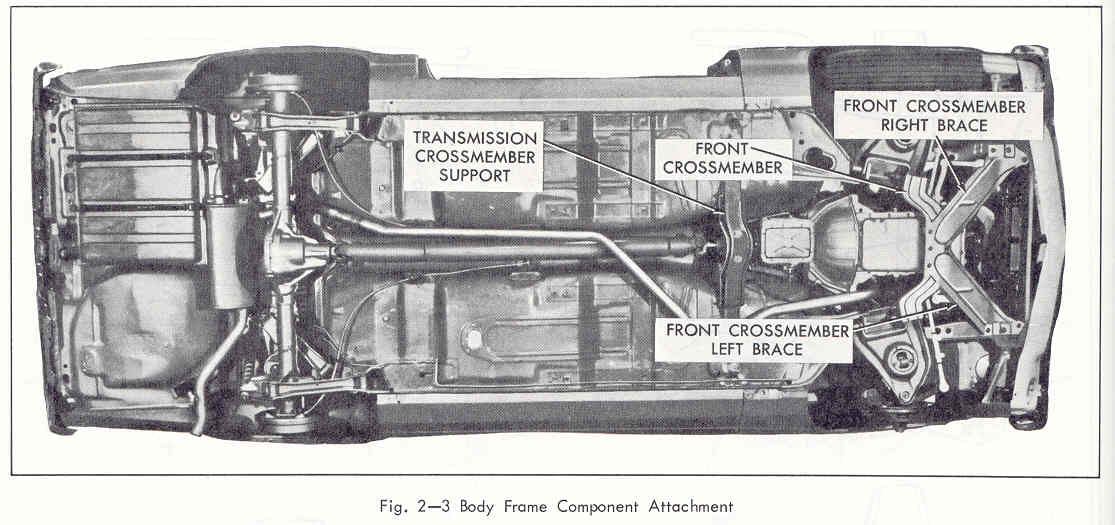 TRANSMISSION
CROSSMEMBER
SUPPORT
FRONT
CROSSMEMBER
FRONT CROSSMEMBER
RIGHT BRACE
FRONT CROSSMEMBER
LEFT BRACE
Fig. 2—3 Body Frame Component Attachment